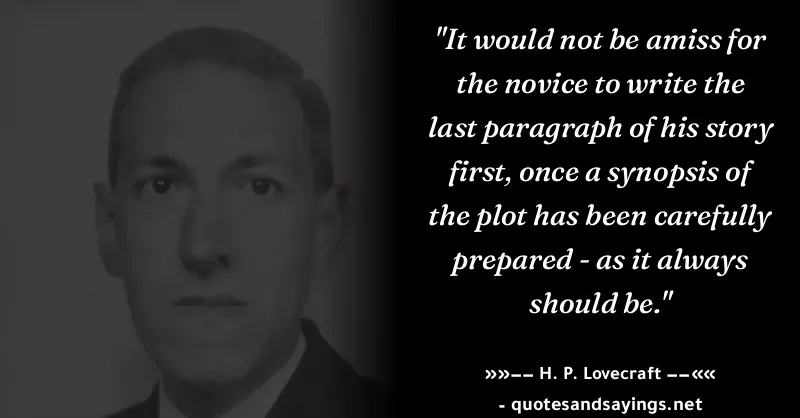 "It would not be amiss for
the novice to write the
last paragraph of his story
first, once a synopsis of
the plot has been carefully
prepared - as it always
should be."
»»–– H. P. Lovecraft ––««
- quotesandsayings.net